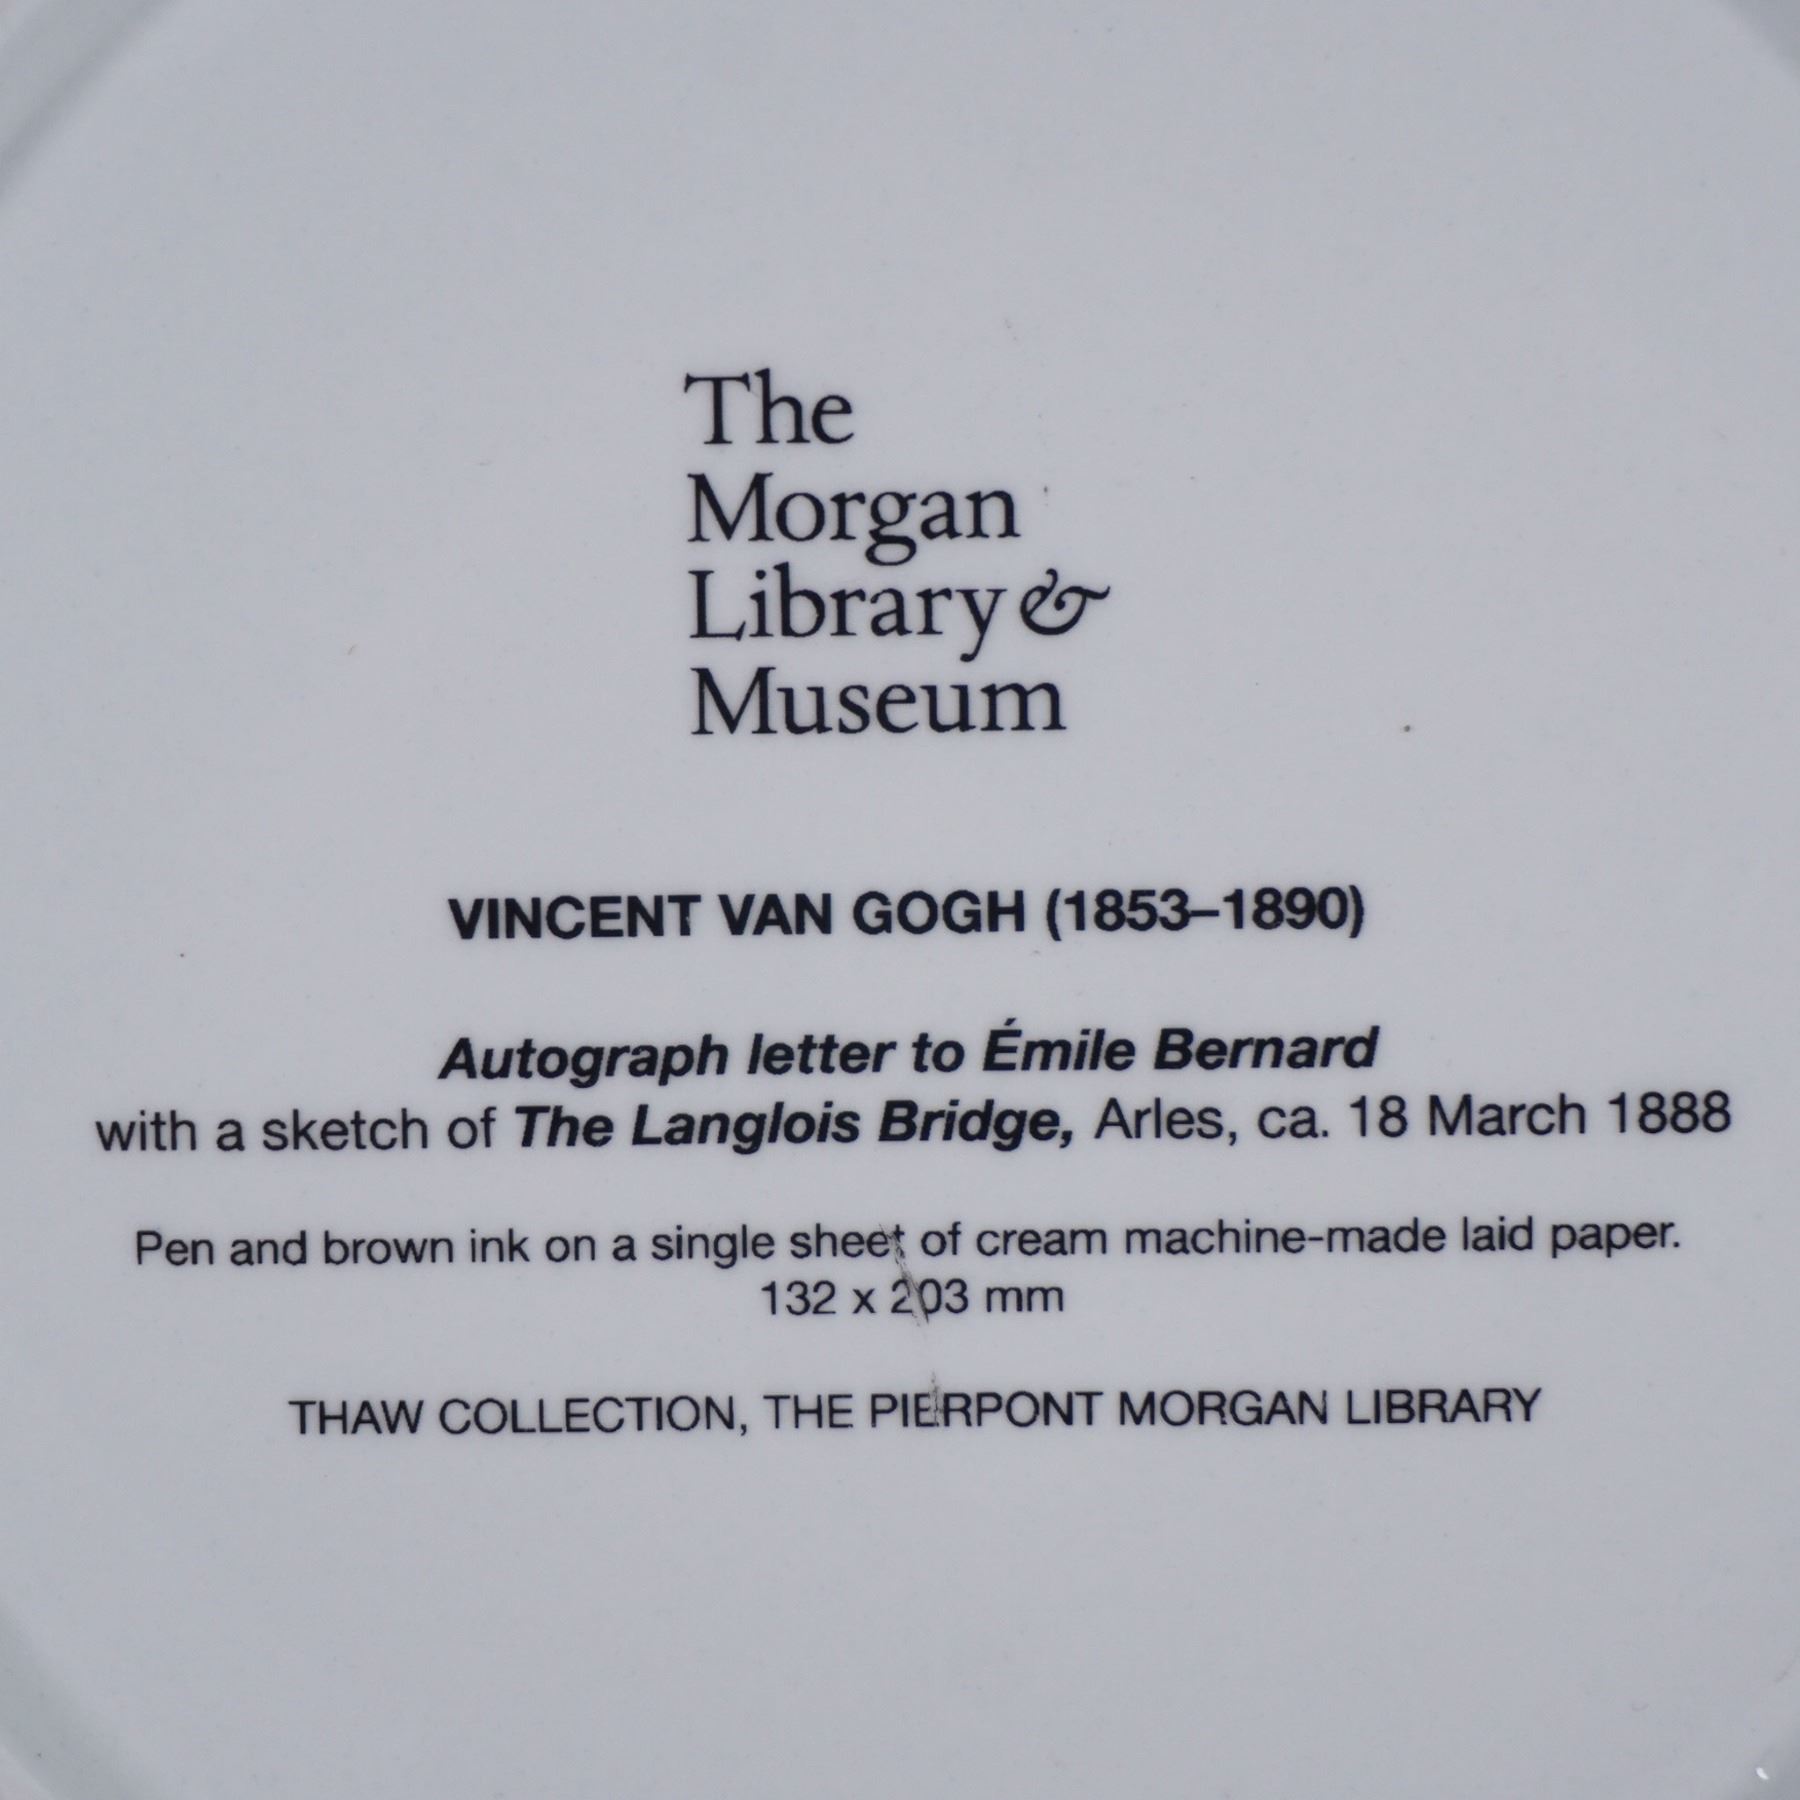 The
Morgan
Library &
Museum
VINCENT VAN GOGH (1853–1890)
Autograph letter to Émile Bernard
with a sketch of The Langlois Bridge, Arles, ca. 18 March 1888
Pen and brown ink on a single sheet of cream machine-made laid paper.
132 x 203 mm
THAW COLLECTION, THE PIERPONT MORGAN LIBRARY